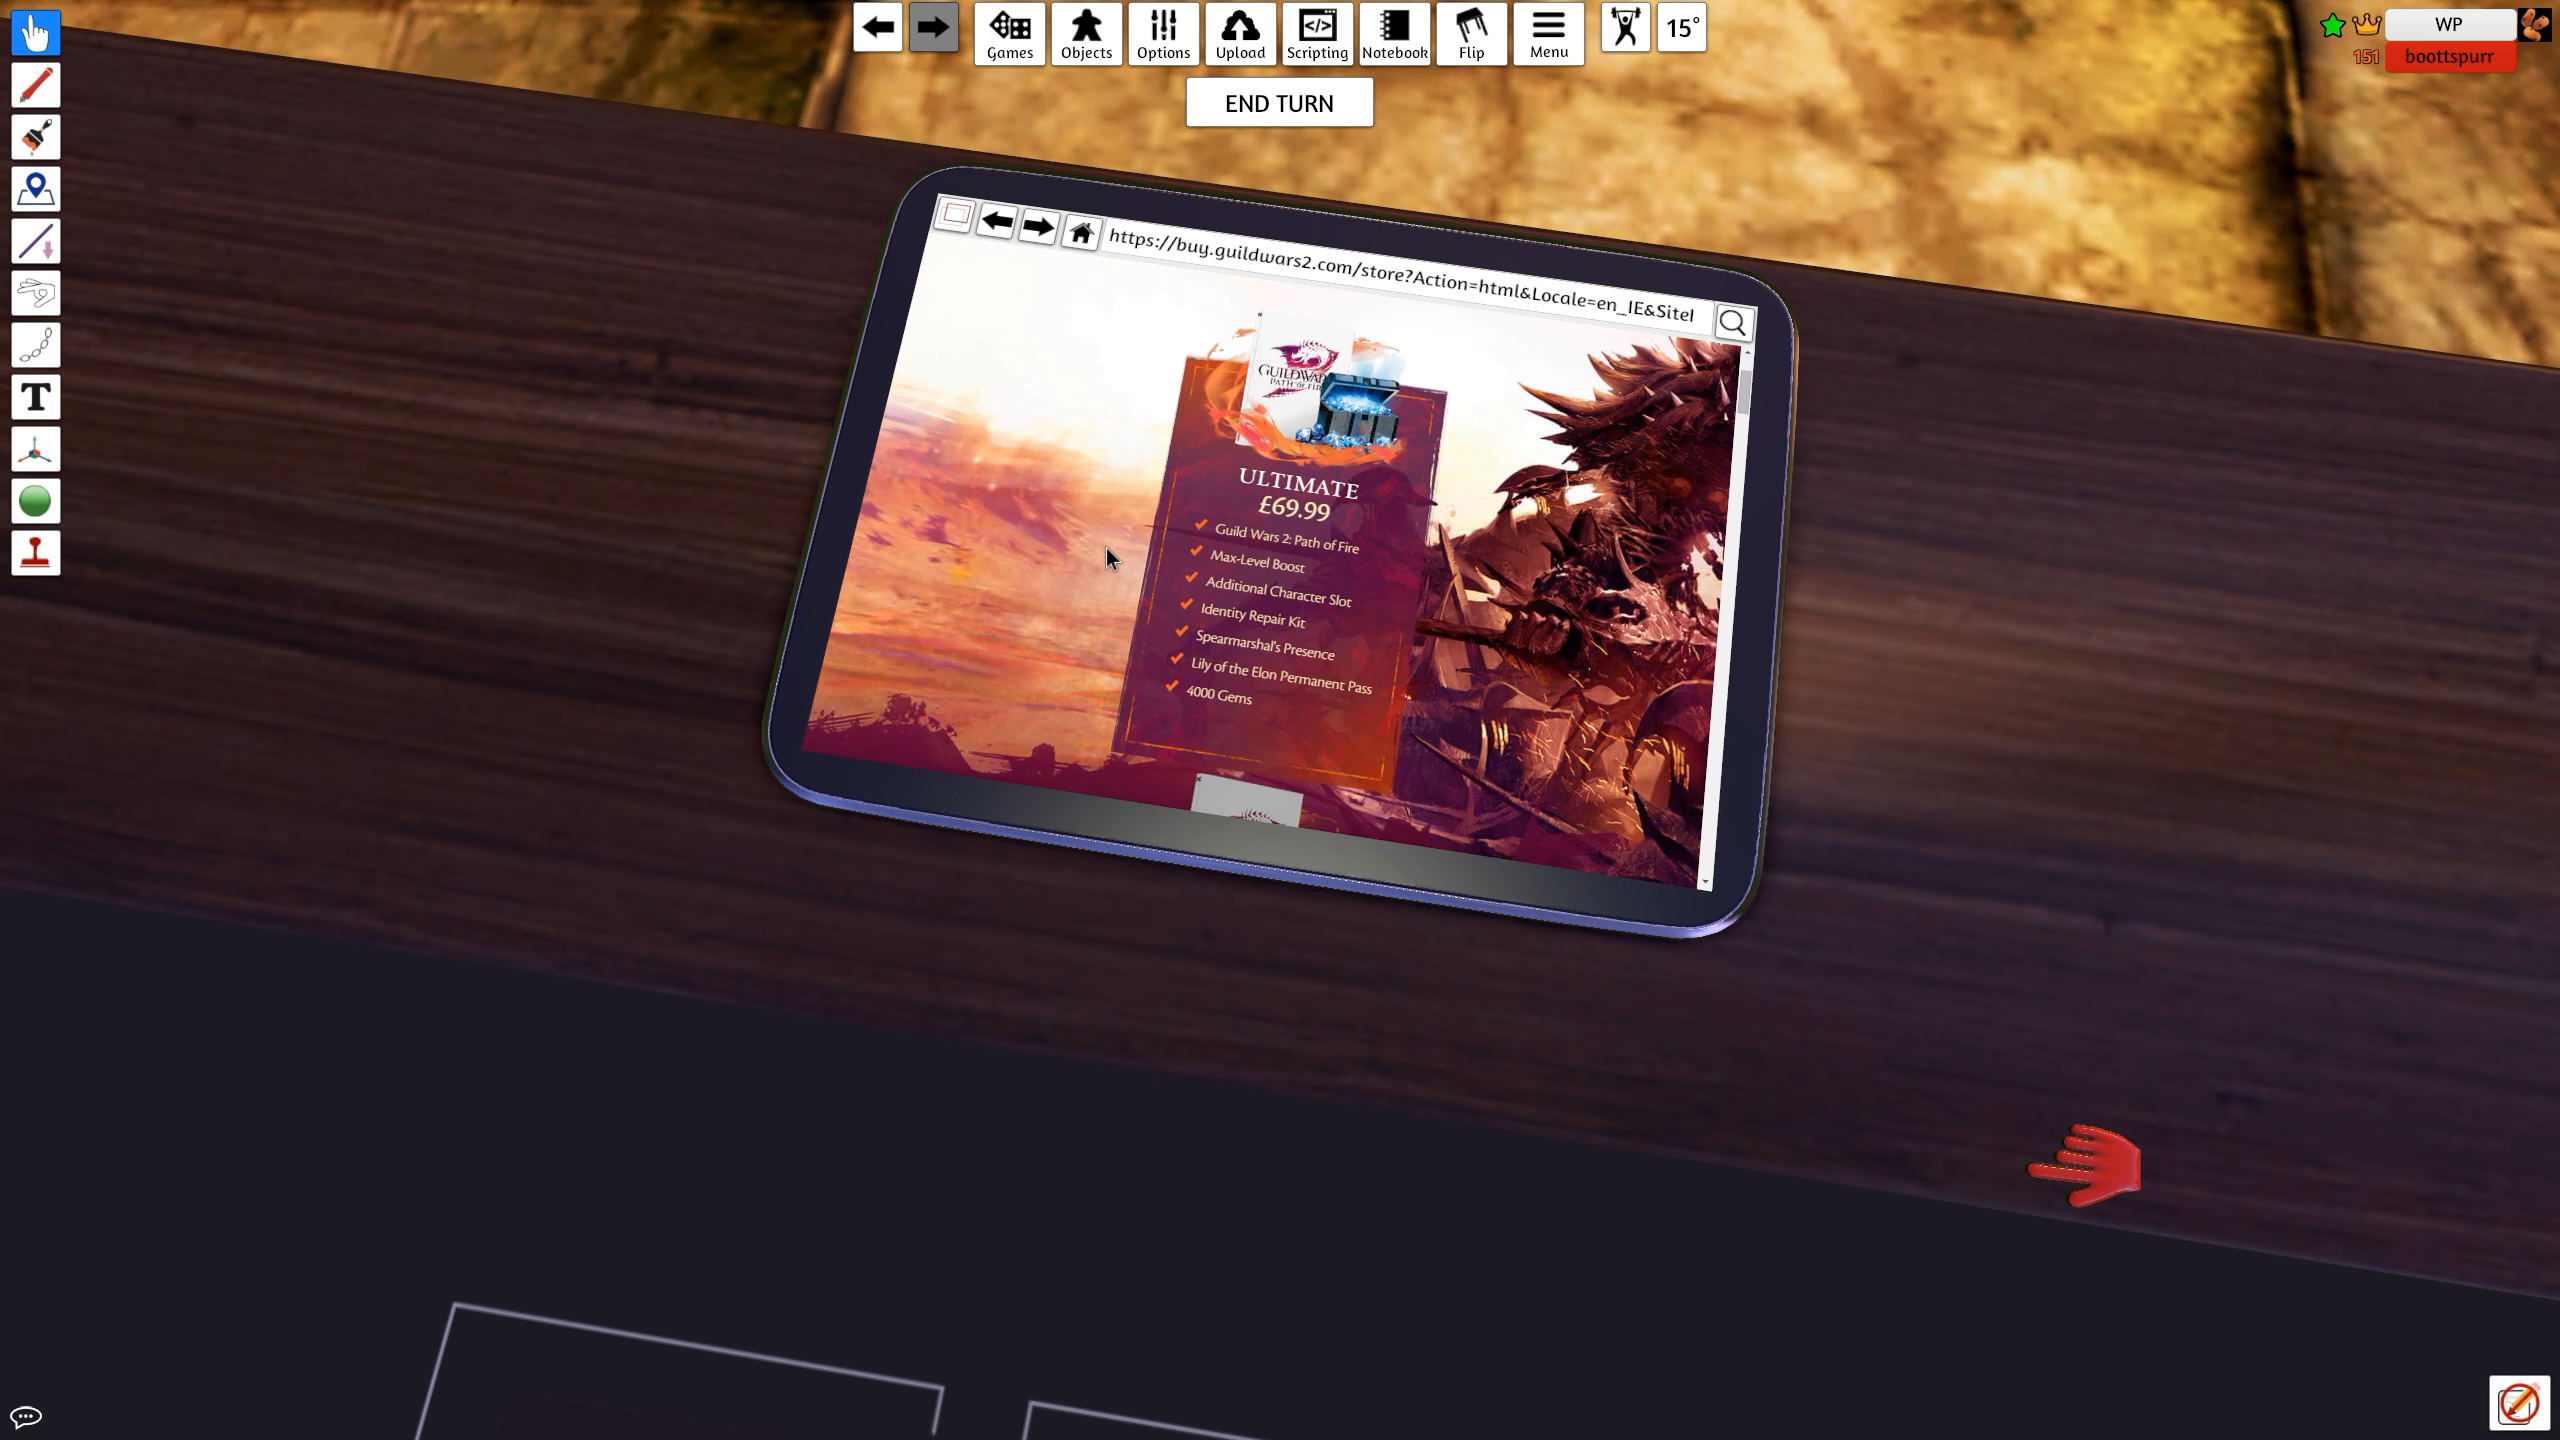 Games
Objects
Options
Upload
Scripting
Notebook
Flip
Menu
15°
WP
151
boottspurr
END TURN
T
https://buy.guildwars2.com/store?Action=html&Locale=en_IE&SiteI
GUILDWARS
PATH OF FIRE
ULTIMATE
£69.99
Guild Wars 2: Path of Fire
Max-Level Boost
Additional Character Slot
Identity Repair Kit
Spearmarshal's Presence
Lily of the Elon Permanent Pass
4000 Gems